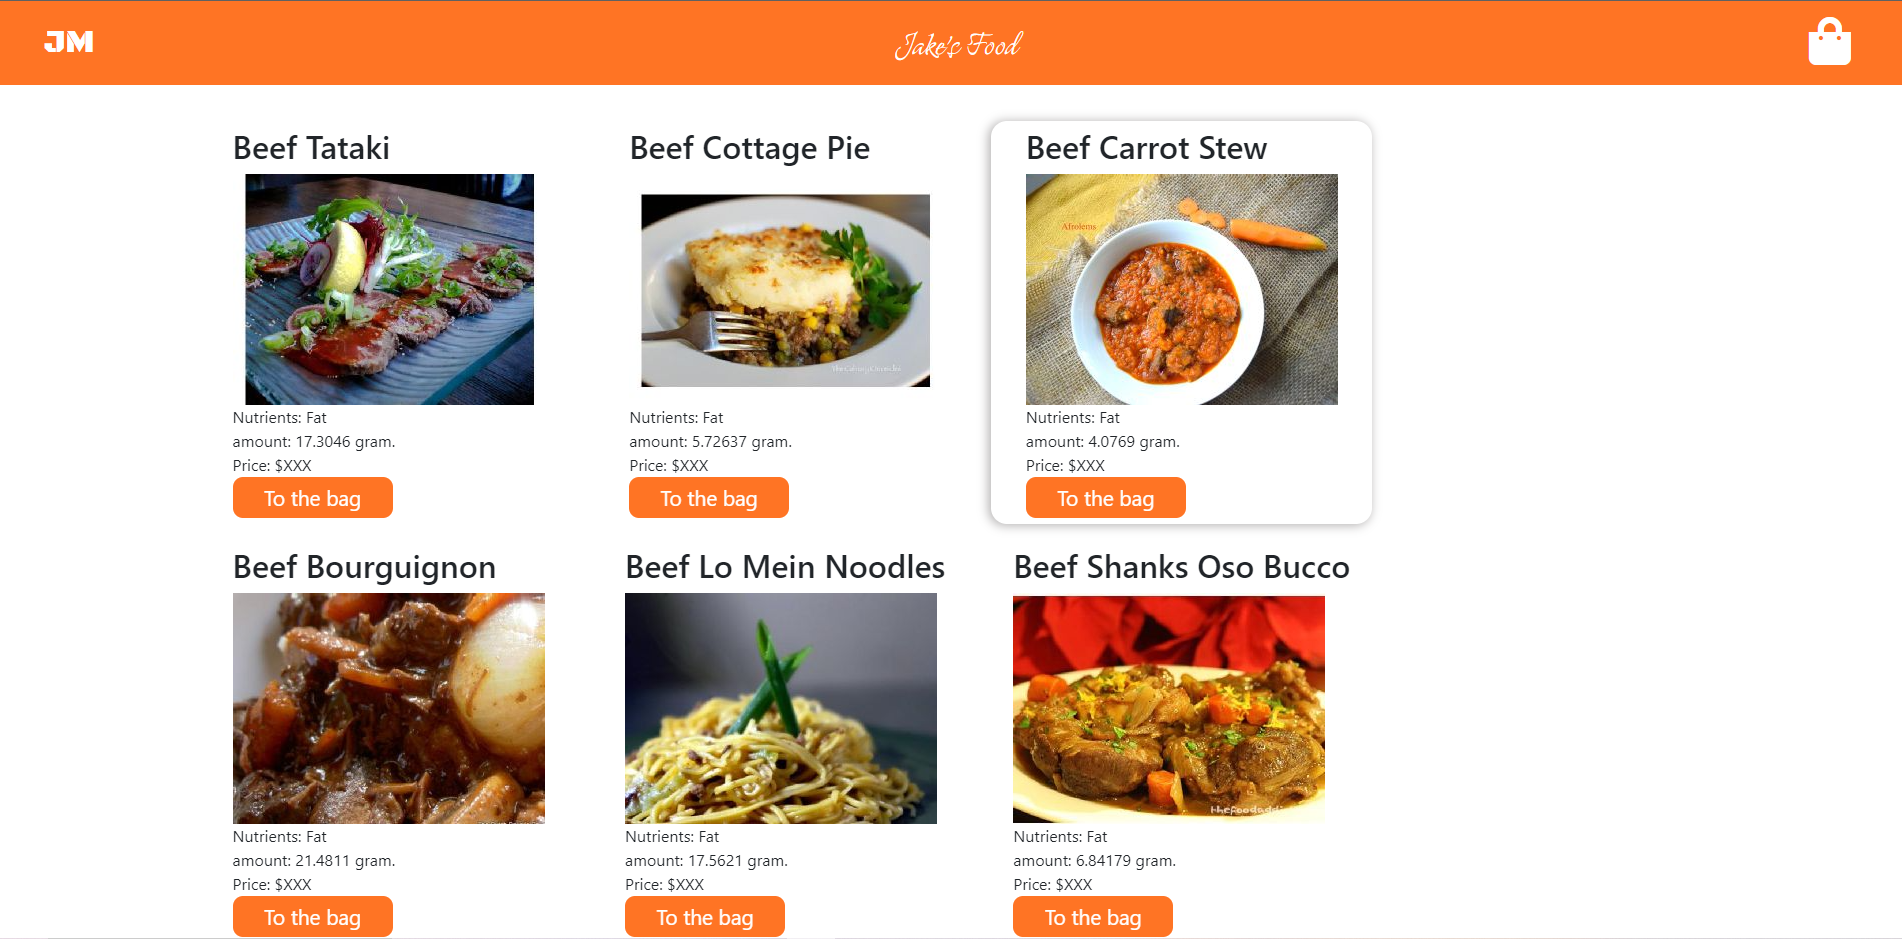 JM
Jake's Food
Beef Tataki
Nutrients: Fat
amount: 17.3046 gram.
Price: $XXX
To the bag
Beef Cottage Pie
Nutrients: Fat
amount: 5.72637 gram.
Price: $XXX
To the bag
Beef Carrot Stew
Afrolems
Nutrients: Fat
amount: 4.0769 gram.
Price: $XXX
To the bag
Beef Bourguignon
Nutrients: Fat
amount: 21.4811 gram.
Price: $XXX
To the bag
Beef Lo Mein Noodles
Nutrients: Fat
amount: 17.5621 gram.
Price: $XXX
To the bag
Beef Shanks Oso Bucco
Nutrients: Fat
amount: 6.84179 gram.
Price: $XXX
To the bag